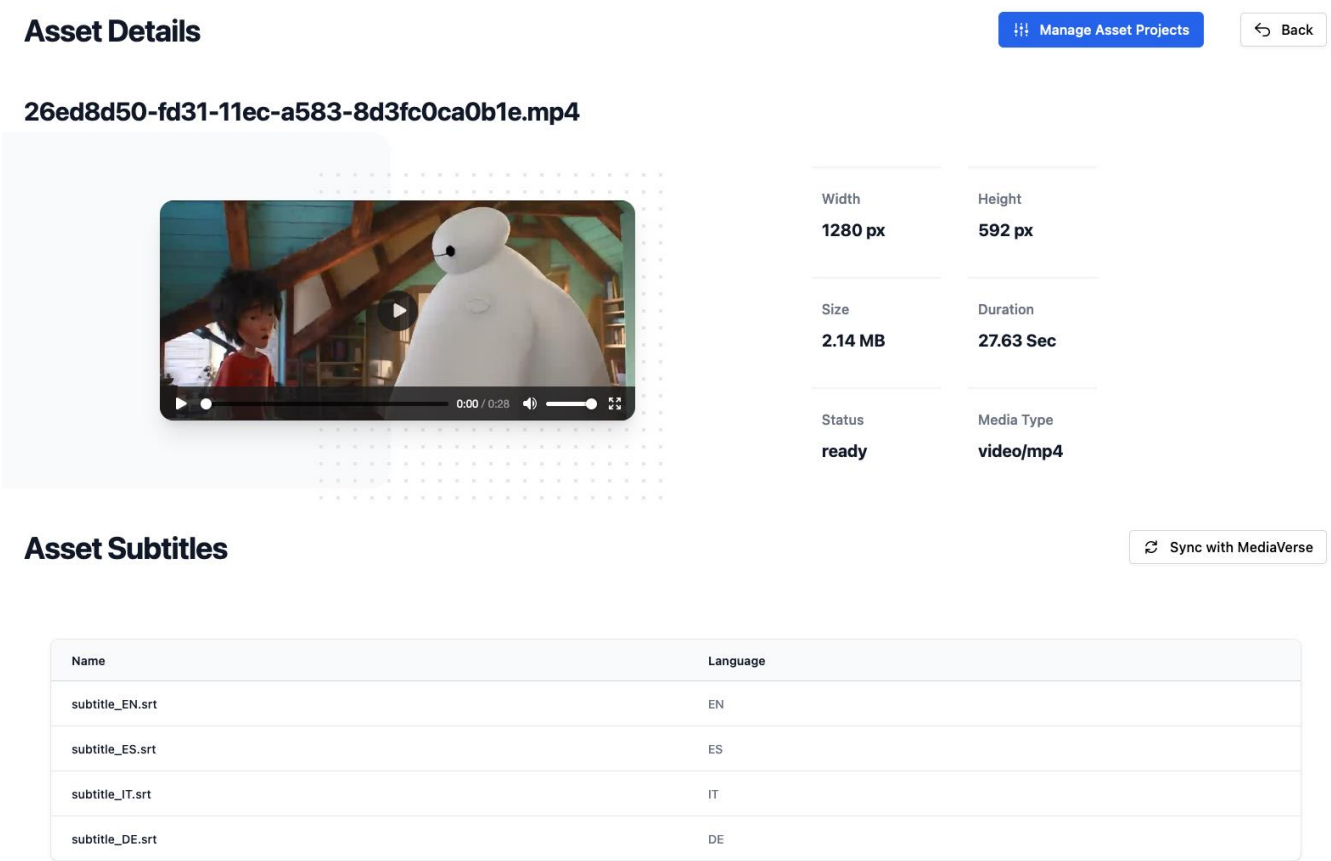 Asset Details
Manage Asset Projects
Back
26ed8d50-fd31-11ec-a583-8d3fc0ca0b1e.mp4
Width
Height
1280 px
592 px
Size
Duration
2.14 MB
27.63 Sec
0:00 / 0:28
Status
Media Type
ready
video/mp4
Asset Subtitles
Sync with MediaVerse
Name
Language
subtitle_EN.srt
EN
subtitle_ES.srt
ES
subtitle_IT.srt
IT
subtitle_DE.srt
DE